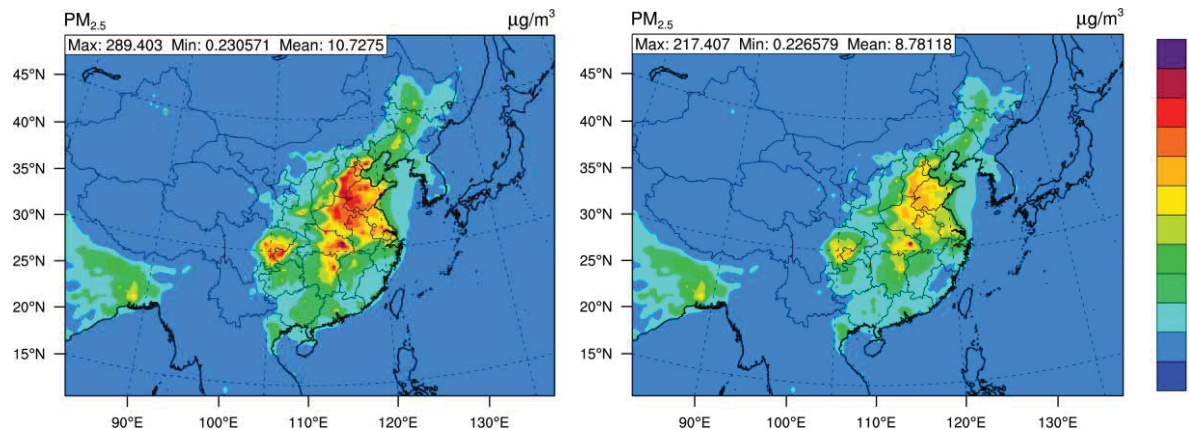 PM2.5 μg/m³
Max: 289.403 Min: 0.230571 Mean: 10.7275
45°N
40°N
35°N
30°N
25°N
20°N
15°N
90°E 100°E 110°E 120°E 130°E
PM2.5 μg/m³
Max: 217.407 Min: 0.226579 Mean: 8.78118
45°N
40°N
35°N
30°N
25°N
20°N
15°N
90°E 100°E 110°E 120°E 130°E